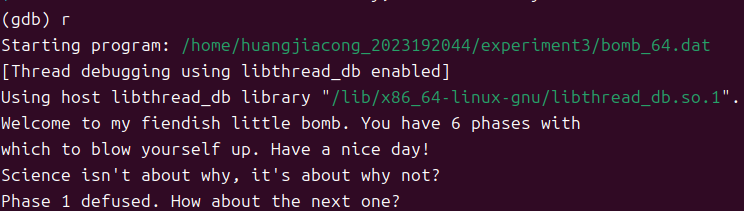 (gdb) r
Starting program: /home/huangjiacong_2023192044/experiment3/bomb_64.dat
[Thread debugging using libthread_db enabled]
Using host libthread_db library "/lib/x86_64-linux-gnu/libthread_db.so.1".
Welcome to my fiendish little bomb. You have 6 phases with
which to blow yourself up. Have a nice day!
Science isn't about why, it's about why not?
Phase 1 defused. How about the next one?